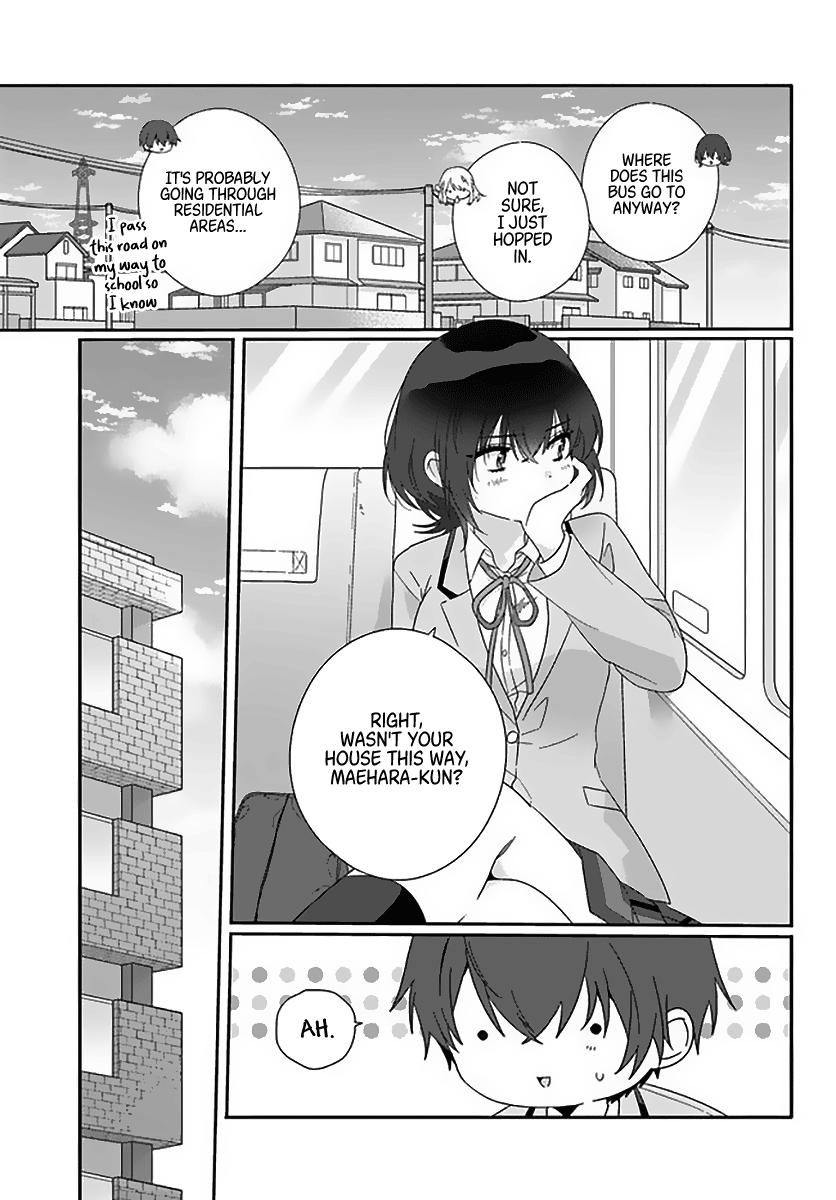 WHERE
DOES THIS
BUS GO TO
ANYWAY?
NOT
SURE,
I JUST
HOPPED
IN.
IT'S PROBABLY
GOING THROUGH
RESIDENTIAL
AREAS...
I pass
this road on
my way to
school so
I know
RIGHT,
WASN'T YOUR
HOUSE THIS WAY,
MAEHARA-KUN?
AH.